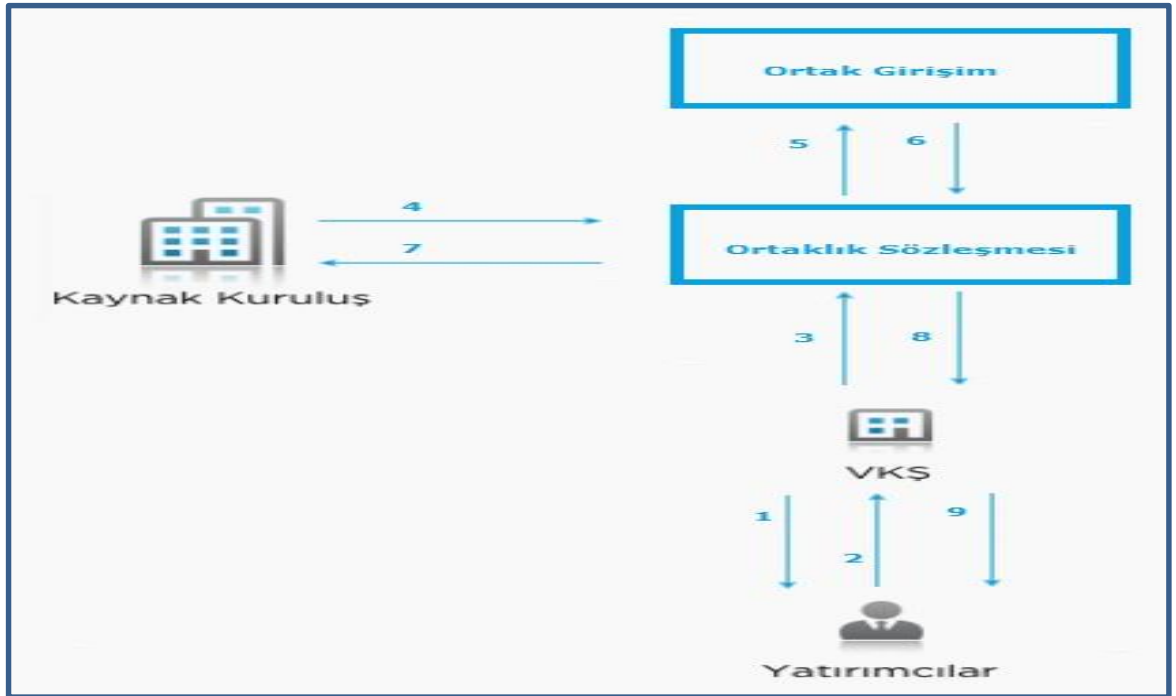 Ortak Girişim
5
6
4
Ortaklık Sözleşmesi
7
Kaynak Kuruluş
3
8
VKŞ
1
9
2
Yatırımcılar